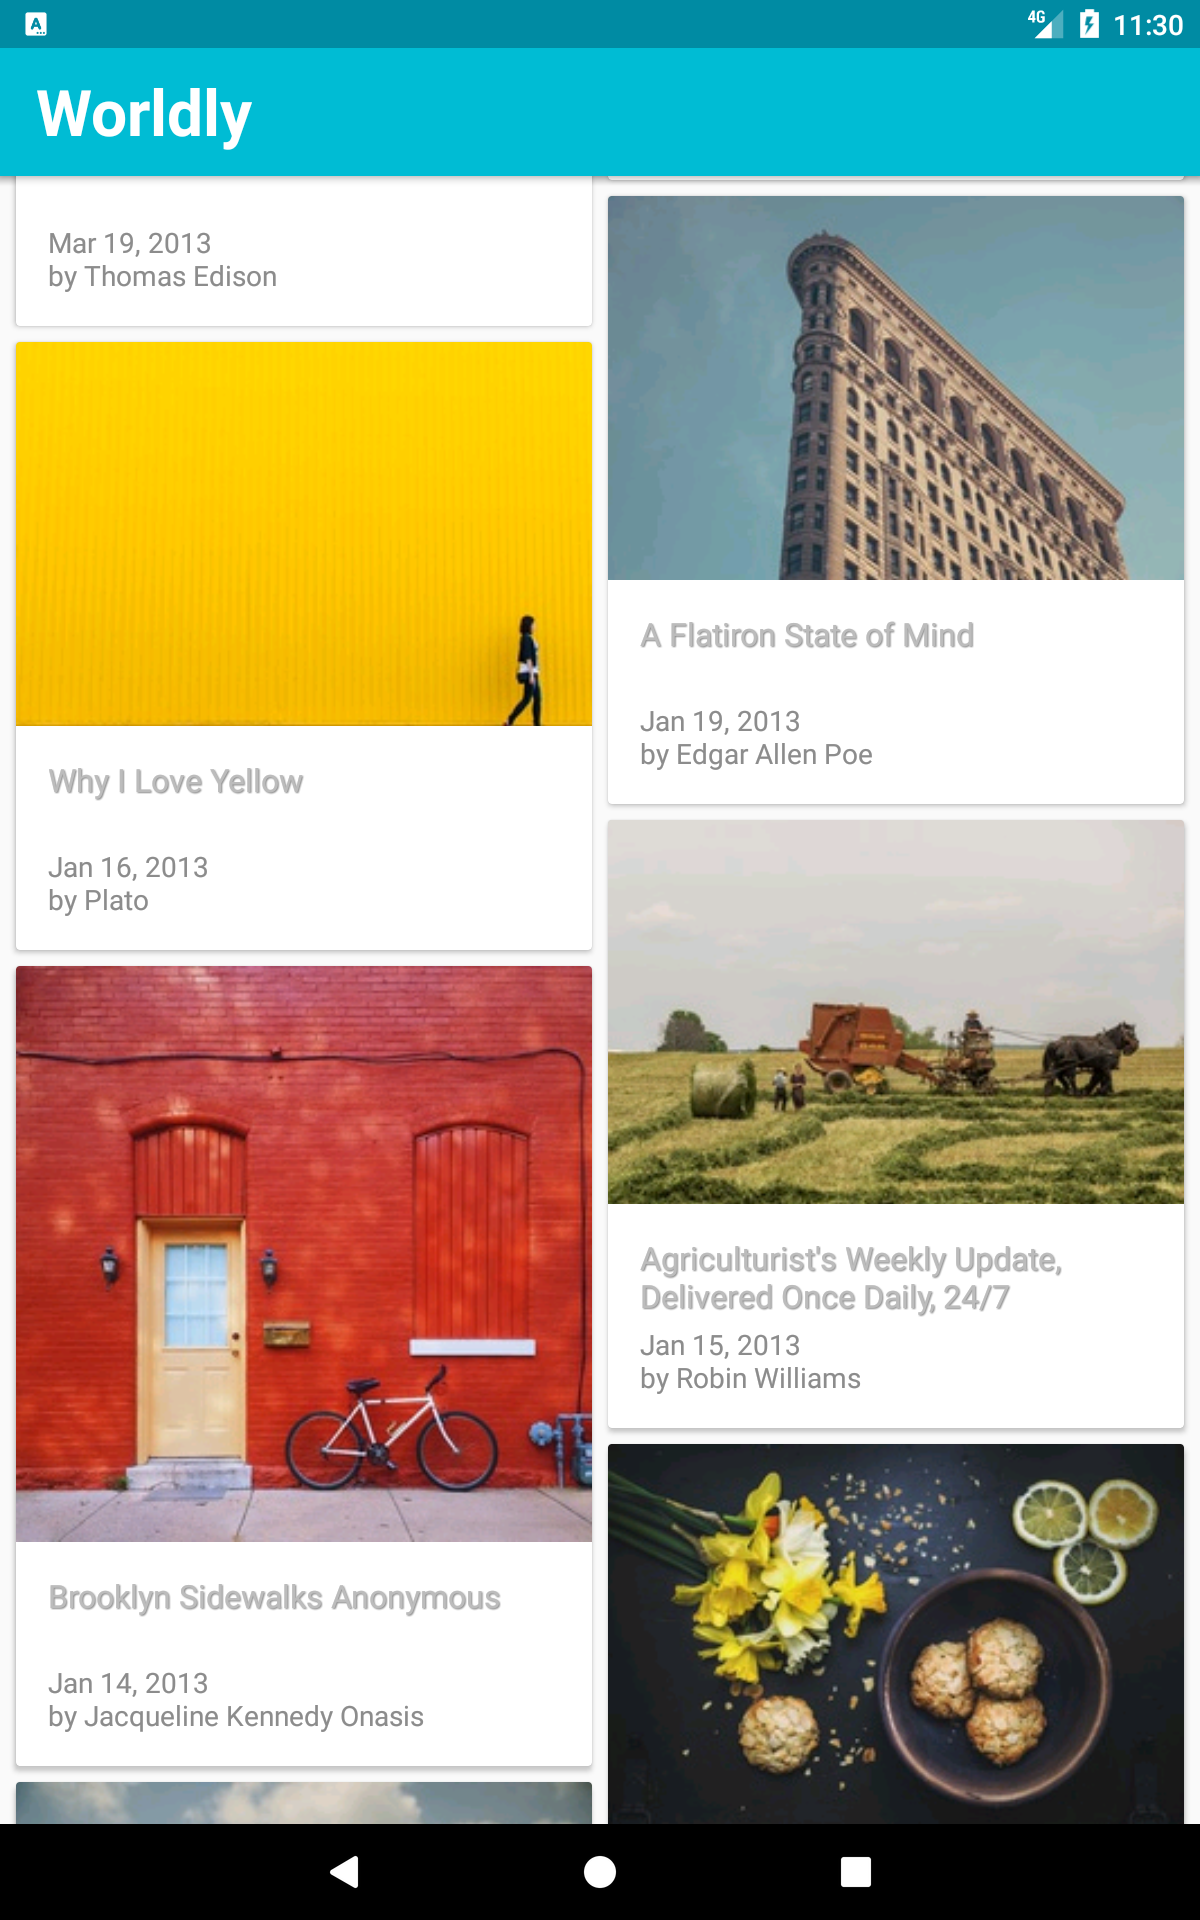 4G
11:30
Worldly
Mar 19, 2013
by Thomas Edison
Why I Love Yellow
Jan 16, 2013
by Plato
Brooklyn Sidewalks Anonymous
Jan 14, 2013
by Jacqueline Kennedy Onasis
A Flatiron State of Mind
Jan 19, 2013
by Edgar Allen Poe
Agriculturist's Weekly Update,
Delivered Once Daily, 24/7
Jan 15, 2013
by Robin Williams